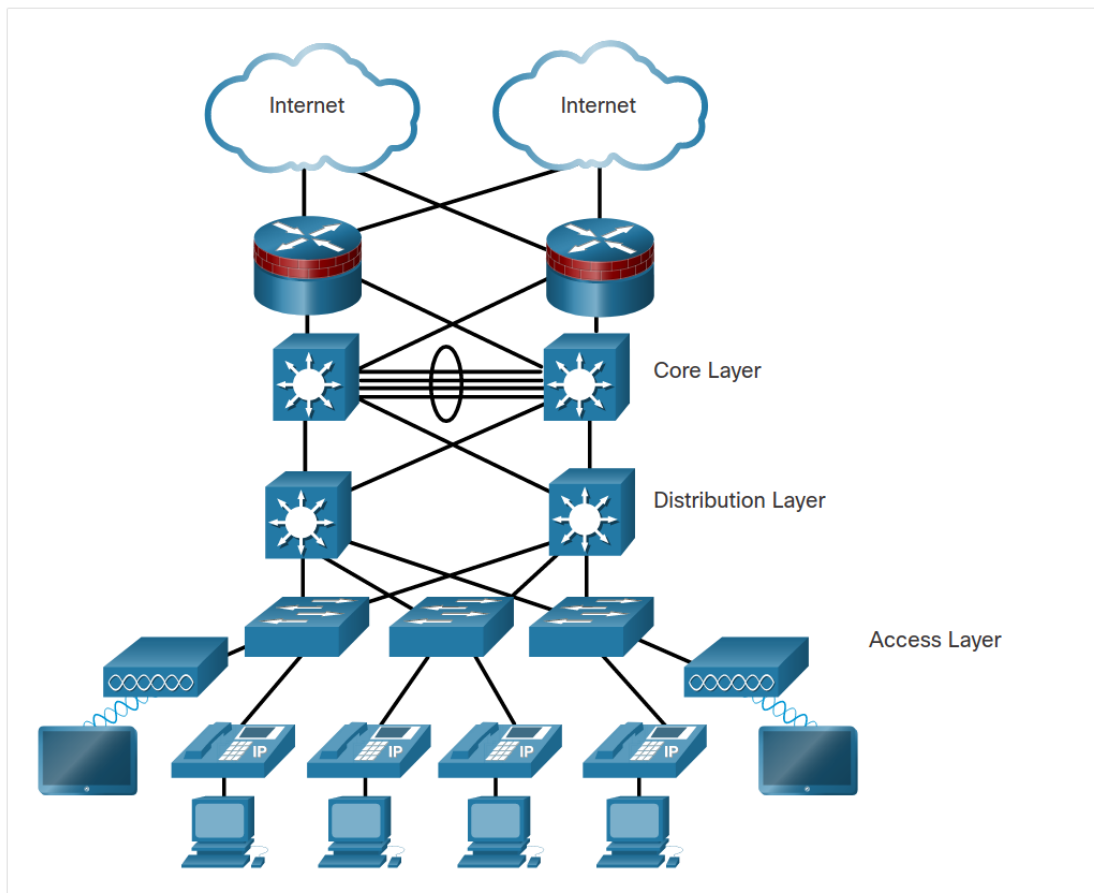 Internet
Internet
Core Layer
Distribution Layer
Access Layer
IP
IP
IP
IP